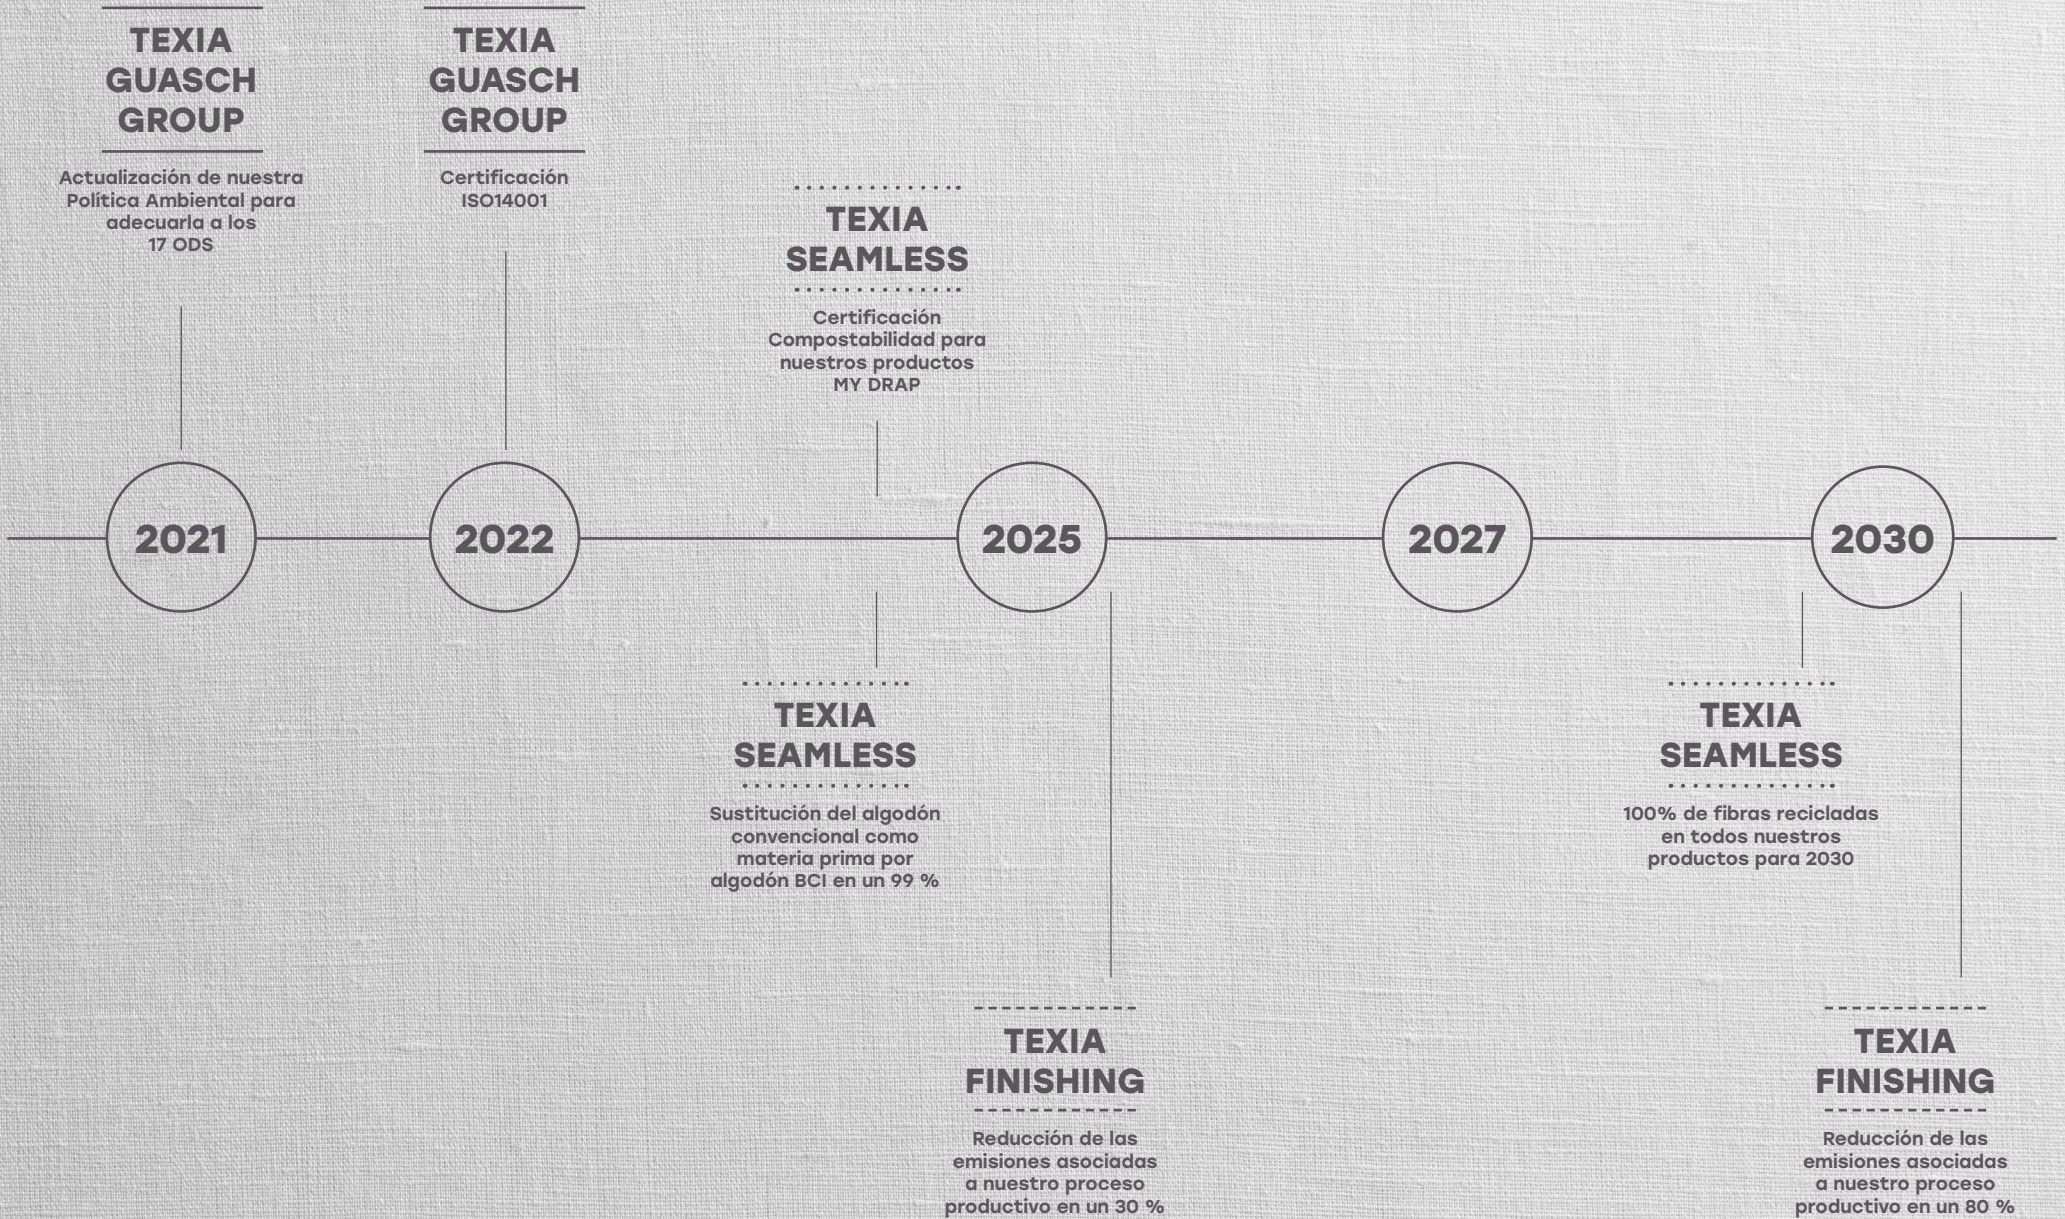 TEXIA
GUASCH
GROUP
Actualización de nuestra
Política Ambiental para
adecuarla a los
17 ODS
TEXIA
GUASCH
GROUP
Certificación
ISO14001
TEXIA
SEAMLESS
Certificación
Compostabilidad para
nuestros productos
MY DRAP
2021
2022
2025
2027
2030
TEXIA
SEAMLESS
Sustitución del algodón
convencional como
materia prima por
algodón BCI en un 99 %
TEXIA
SEAMLESS
100% de fibras recicladas
en todos nuestros
productos para 2030
TEXIA
FINISHING
Reducción de las
emisiones asociadas
a nuestro proceso
productivo en un 30 %
TEXIA
FINISHING
Reducción de las
emisiones asociadas
a nuestro proceso
productivo en un 80 %